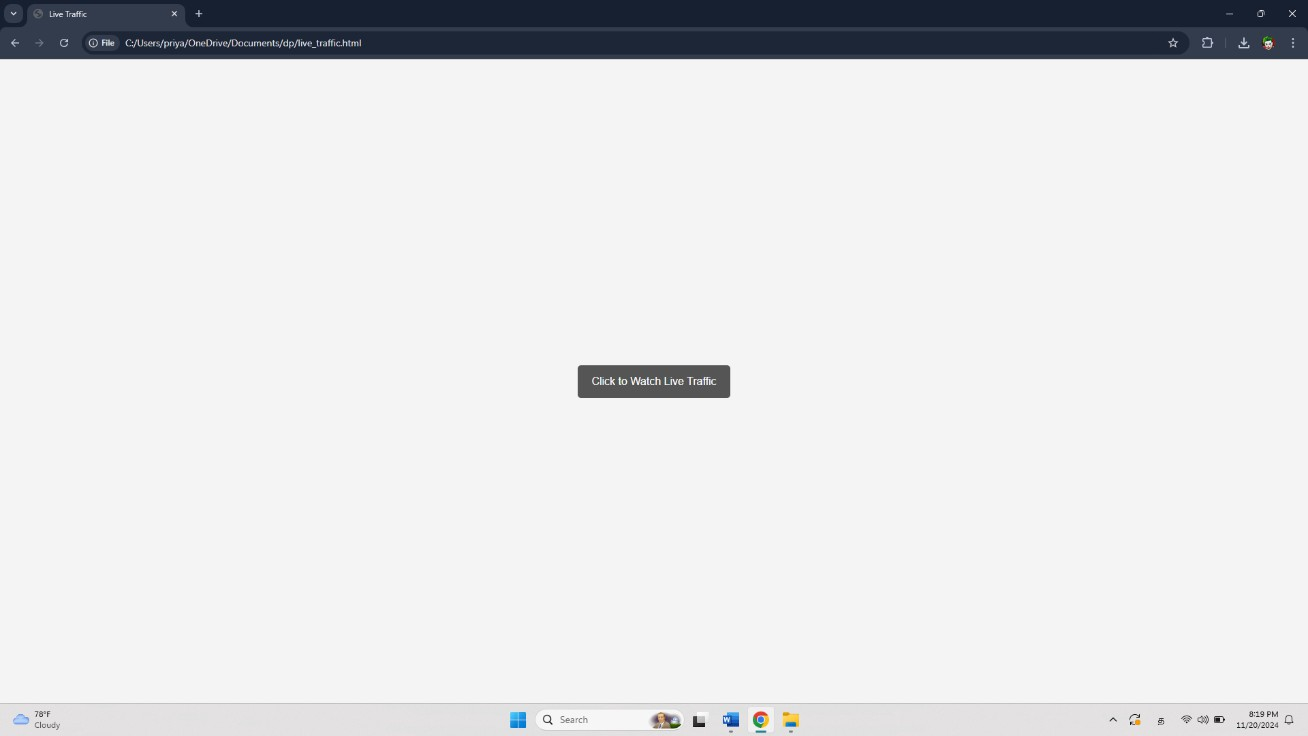 Live Traffic
File
C:/Users/priya/OneDrive/Documents/dp/live_traffic.html
Click to Watch Live Traffic
78°F
Cloudy
Search
W
க
8:19 PM
11/20/2024